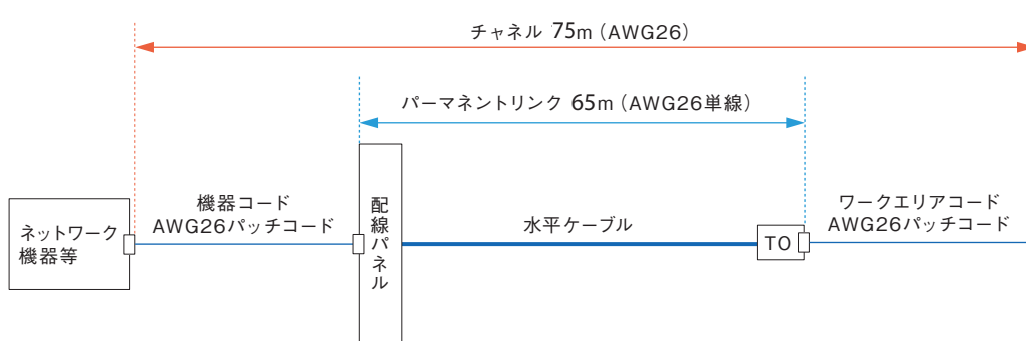 チャネル 75m（AWG26）
パーマネントリンク 65m（AWG26単線）
機器コード
AWG26パッチコード
配線パネル
水平ケーブル
ワークエリアコード
AWG26パッチコード
ネットワーク
機器等
TO